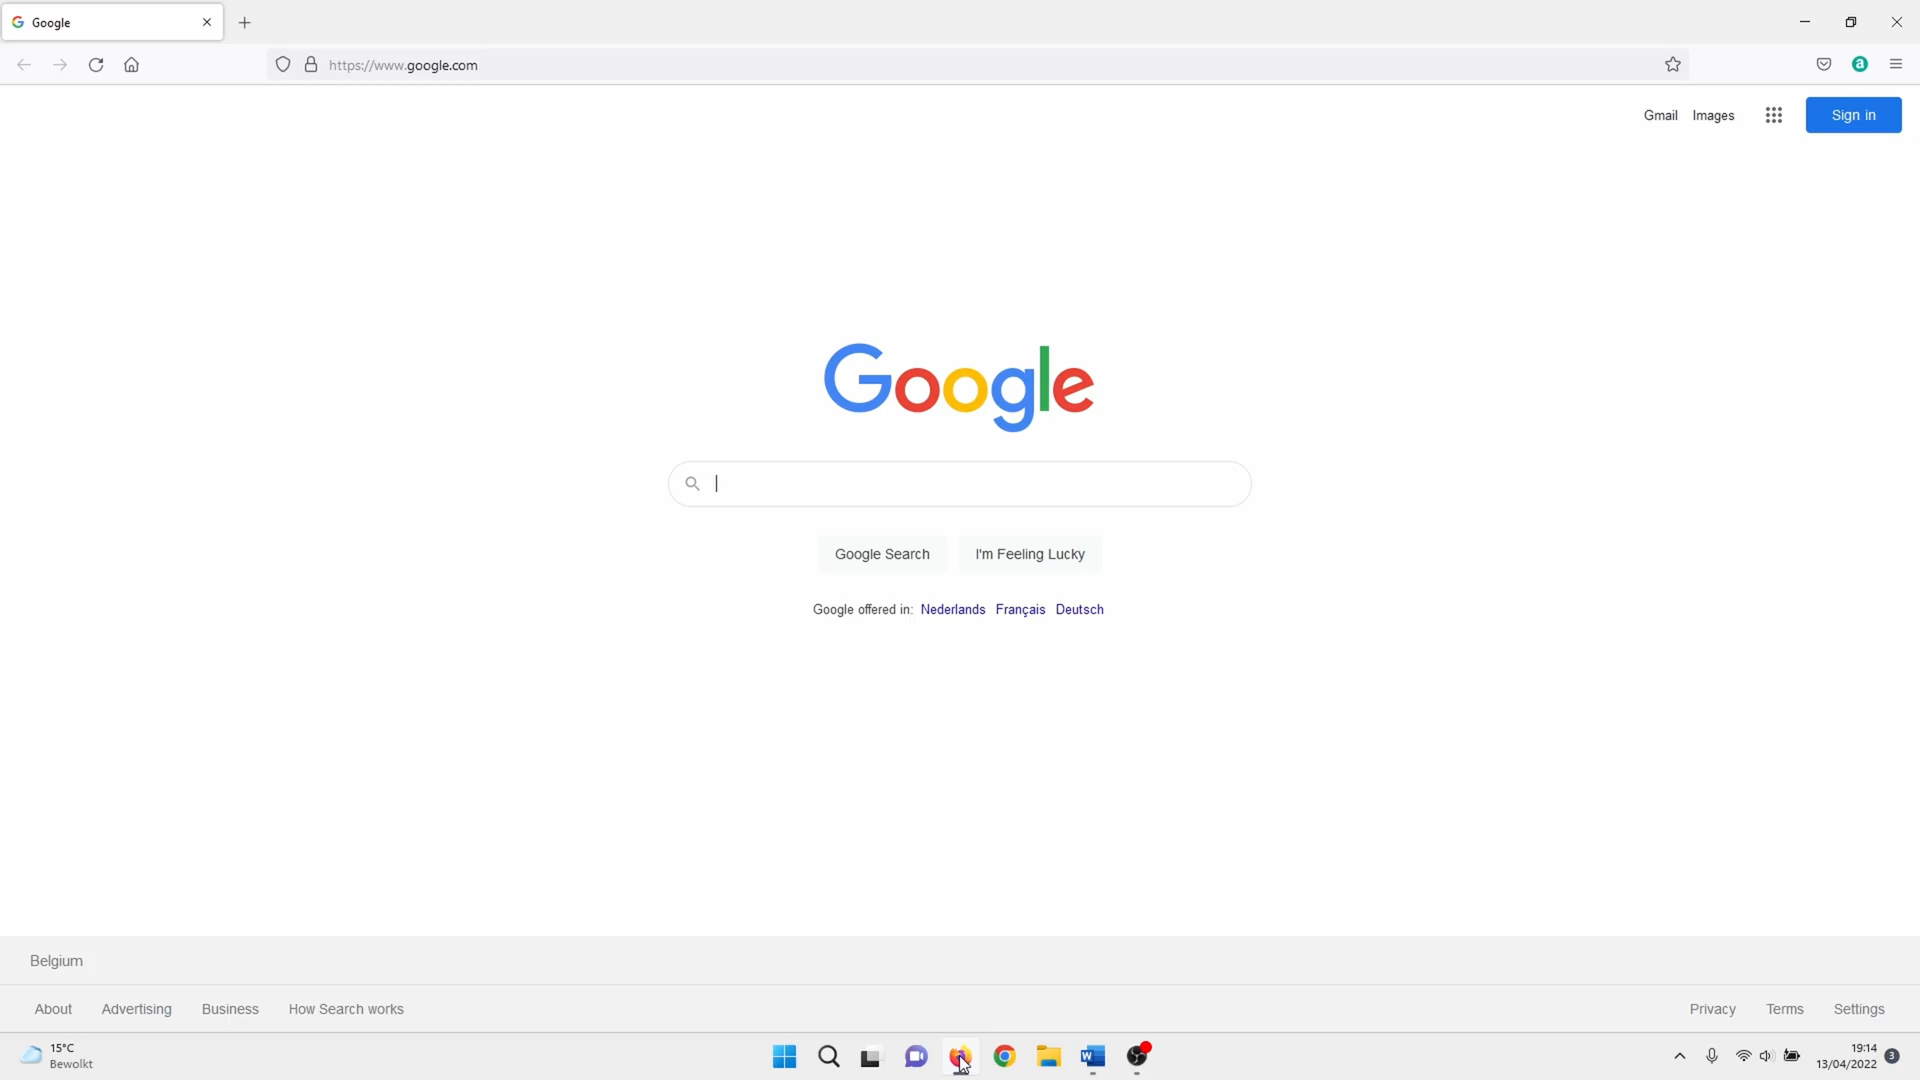 Google
https://www.google.com
Gmail Images Sign in
Google
Google Search I'm Feeling Lucky
Google offered in: Nederlands Français Deutsch
Belgium
About Advertising Business How Search works Privacy Terms Settings
15°C
Bewolkt
19:14
13/04/2022 3